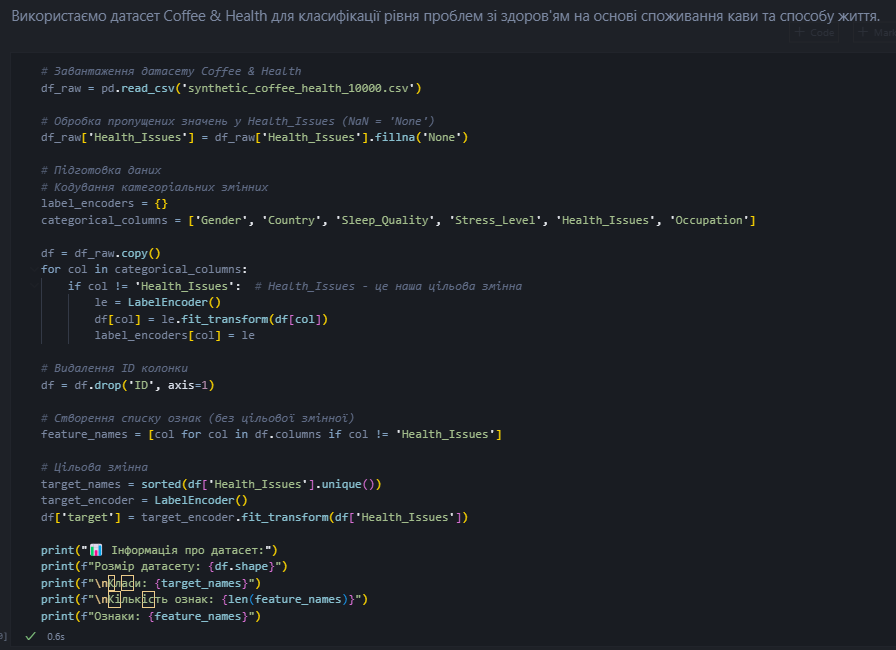 Використаємо датасет Coffee & Health для класифікації рівня проблем зі здоров'ям на основі споживання кави та способу життя.
+ Code
# Завантаження датасету Coffee & Health
df_raw = pd.read_csv('synthetic_coffee_health_10000.csv')
# Обробка пропущених значень у Health_Issues (NaN = 'None')
df_raw['Health_Issues'] = df_raw['Health_Issues'].fillna('None')
# Підготовка даних
# Кодування категоріальних змінних
label_encoders = {}
categorical_columns = ['Gender', 'Country', 'Sleep_Quality', 'Stress_Level', 'Health_Issues', 'Occupation']
df = df_raw.copy()
for col in categorical_columns:
if col != 'Health_Issues':  # Health_Issues - це наша цільова змінна
le = LabelEncoder()
df[col] = le.fit_transform(df[col])
label_encoders[col] = le
# Видалення ID колонки
df = df.drop('ID', axis=1)
# Створення списку ознак (без цільової змінної)
feature_names = [col for col in df.columns if col != 'Health_Issues']
# Цільова змінна
target_names = sorted(df['Health_Issues'].unique())
target_encoder = LabelEncoder()
df['target'] = target_encoder.fit_transform(df['Health_Issues'])
print("📊 Інформація про датасет:")
print(f"Розмір датасету: {df.shape}")
print(f"\nКласи: {target_names}")
print(f"\nКількість ознак: {len(feature_names)}")
print(f"Ознаки: {feature_names}")
0.6s